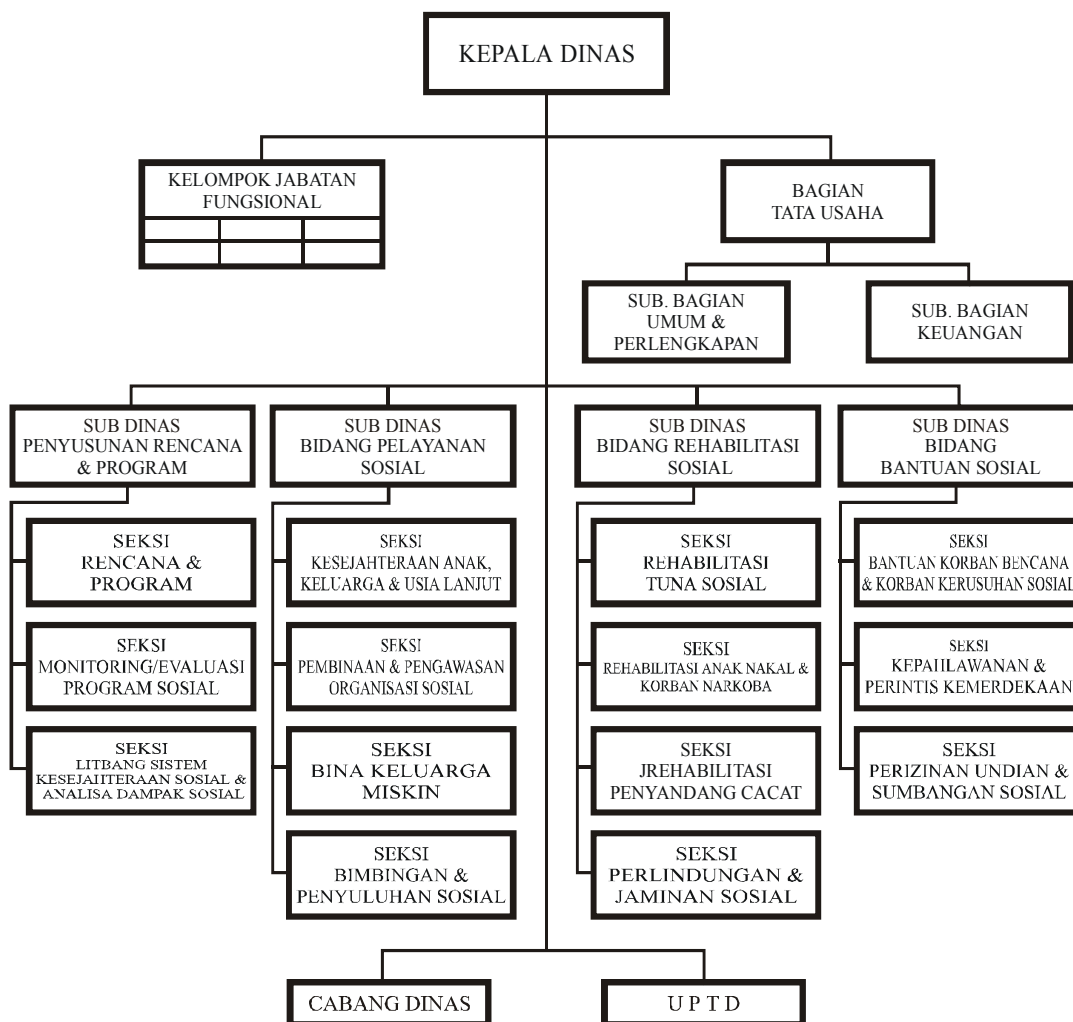 KEPALA DINAS
KELOMPOK JABATAN
FUNGSIONAL
BAGIAN
TATA USAHA
SUB. BAGIAN
UMUM &
PERLENGKAPAN
SUB. BAGIAN
KEUANGAN
SUB DINAS
PENYUSUNAN RENCANA
& PROGRAM
SUB DINAS
BIDANG PELAYANAN
SOSIAL
SUB DINAS
BIDANG REHABILITASI
SOSIAL
SUB DINAS
BIDANG
BANTUAN SOSIAL
SEKSI
RENCANA &
PROGRAM
SEKSI
MONITORING/EVALUASI
PROGRAM SOSIAL
SEKSI
LITBANG SISTEM
KESEJAIITERAAN SOSIAL &
ANALISA DAMPAK SOSIAL
SEKSI
KESEJAHTERAAN ANAK,
KELUARGA & USIA LANJUT
SEKSI
PEMBINAAN & PENGAWASAN
ORGANISASI SOSIAL
SEKSI
BINA KELUARGA
MISKIN
SEKSI
BIMBINGAN &
PENYULUHAN SOSIAL
SEKSI
REHABILITASI
TUNA SOSIAL
SEKSI
REHABILITASI ANAK NAKAL &
KORBAN NARKOBA
SEKSI
JREHABILITASI
PENYANDANG CACAT
SEKSI
PERLINDUNGAN &
JAMINAN SOSIAL
SEKSI
BANTUAN KORBAN BENCANA
& KORBAN KERUSUHAN SOSIAL
SEKSI
KEPAIILAWANAN &
PERINTIS KEMERDEKAAN
SEKSI
PERIZINAN UNDIAN &
SUMBANGAN SOSIAL
CABANG DINAS
U P T D